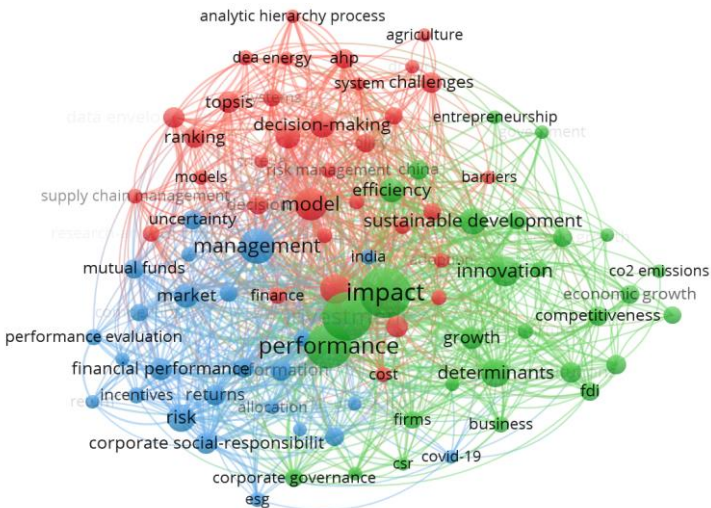 analytic hierarchy process
agriculture
dea energy
ahp
system challenges
topsis
entrepreneurship
decision-making
ranking
risk management
china
models
barriers
efficiency
supply chain management
model
uncertainty
sustainable development
management
india
mutual funds
innovation
co2 emissions
market
finance
impact
economic growth
competitiveness
performance evaluation
performance
growth
financial performance
cost
determinants
incentives
returns
allocation
fdi
risk
firms
business
corporate social-responsibilit
csr
covid-19
corporate governance
esg